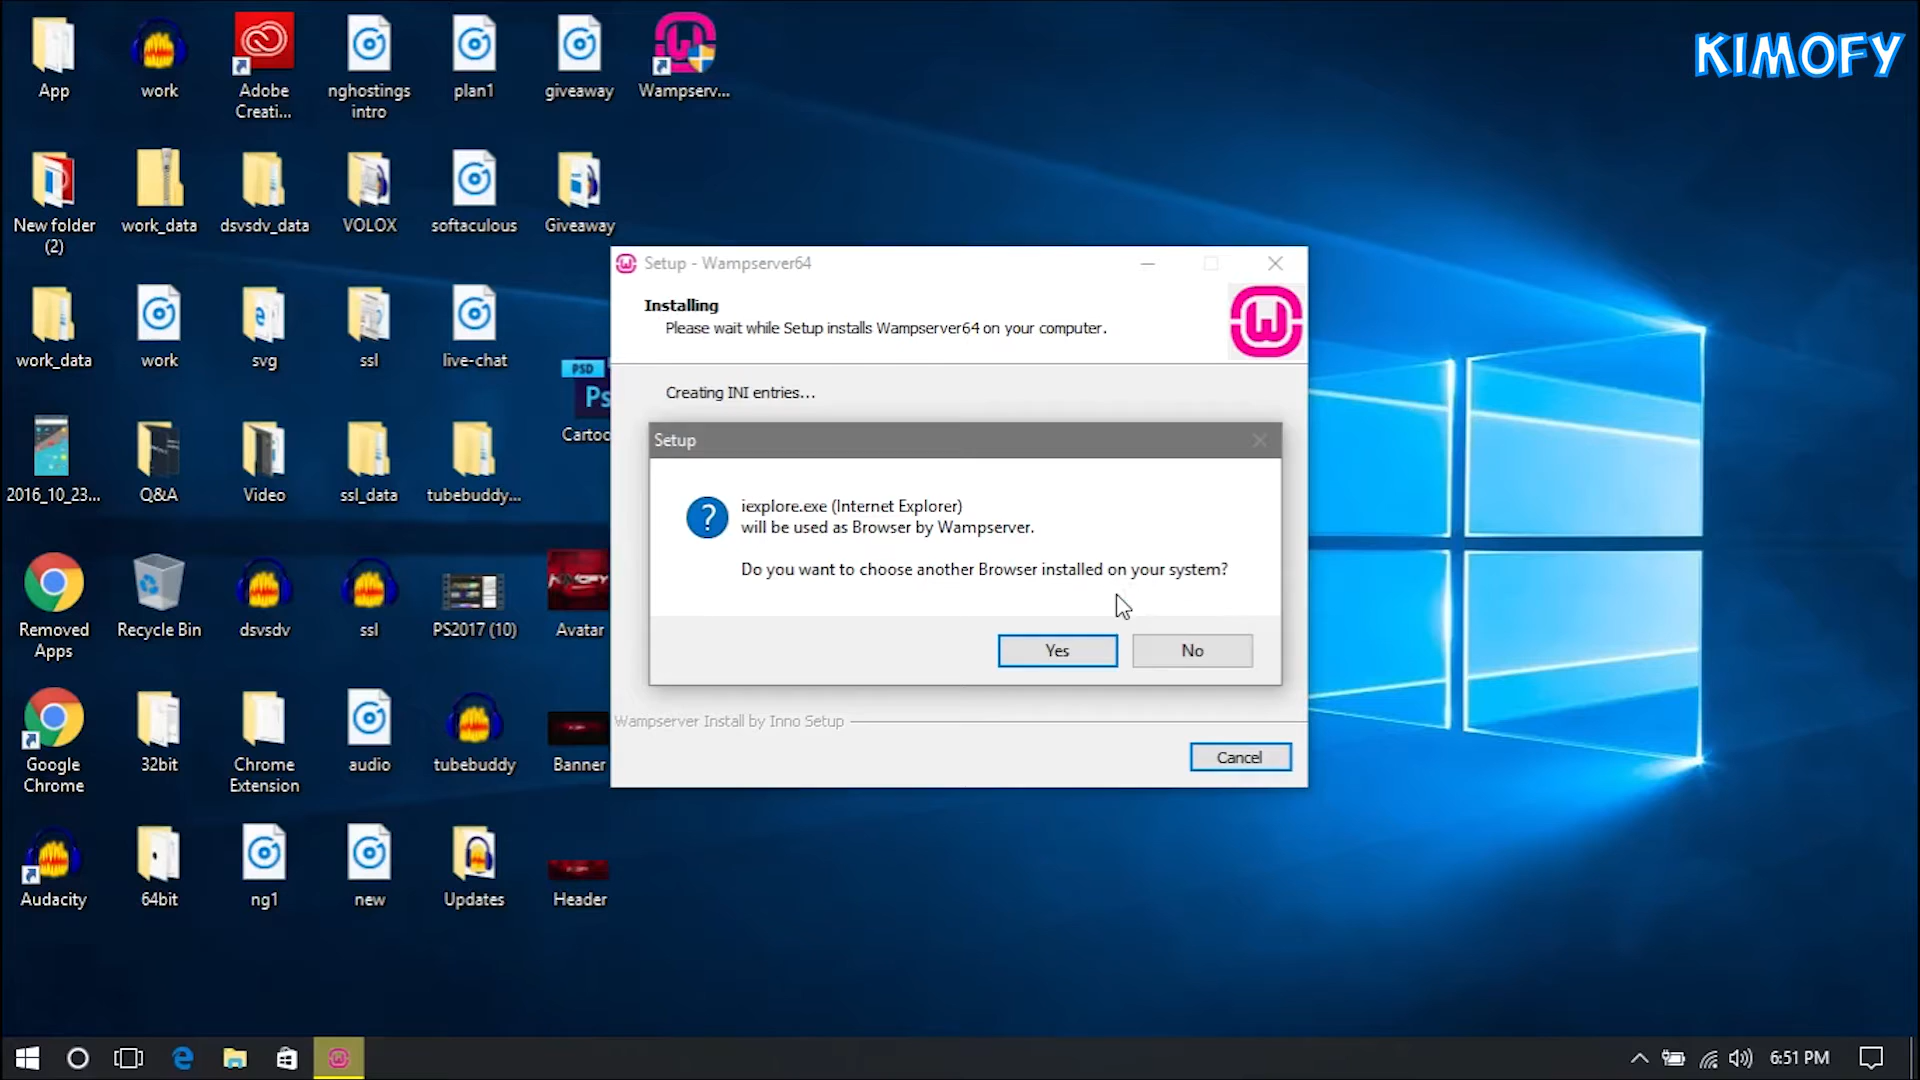 KIMOFY
App
work
Adobe
Creati...
nghostings
intro
plan1
giveaway
Wampserv...
New folder
(2)
work_data
dsvsdv_data
VOLOX
softaculous
Giveaway
work_data
work
svg
ssl
live-chat
PSD
Ps
Cartoo
2016_10_23...
Q&A
Video
ssl_data
tubebuddy...
Removed
Apps
Recycle Bin
dsvsdv
ssl
PS2017 (10)
KIMOFY
Avatar
Google
Chrome
32bit
Chrome
Extension
audio
tubebuddy
Banner
Audacity
64bit
ng1
new
Updates
Header
Setup - Wampserver64
Installing
Please wait while Setup installs Wampserver64 on your computer.
Creating INI entries...
Setup
iexplore.exe (Internet Explorer)
will be used as Browser by Wampserver.
Do you want to choose another Browser installed on your system?
Yes
No
Wampserver Install by Inno Setup
Cancel
6:51 PM